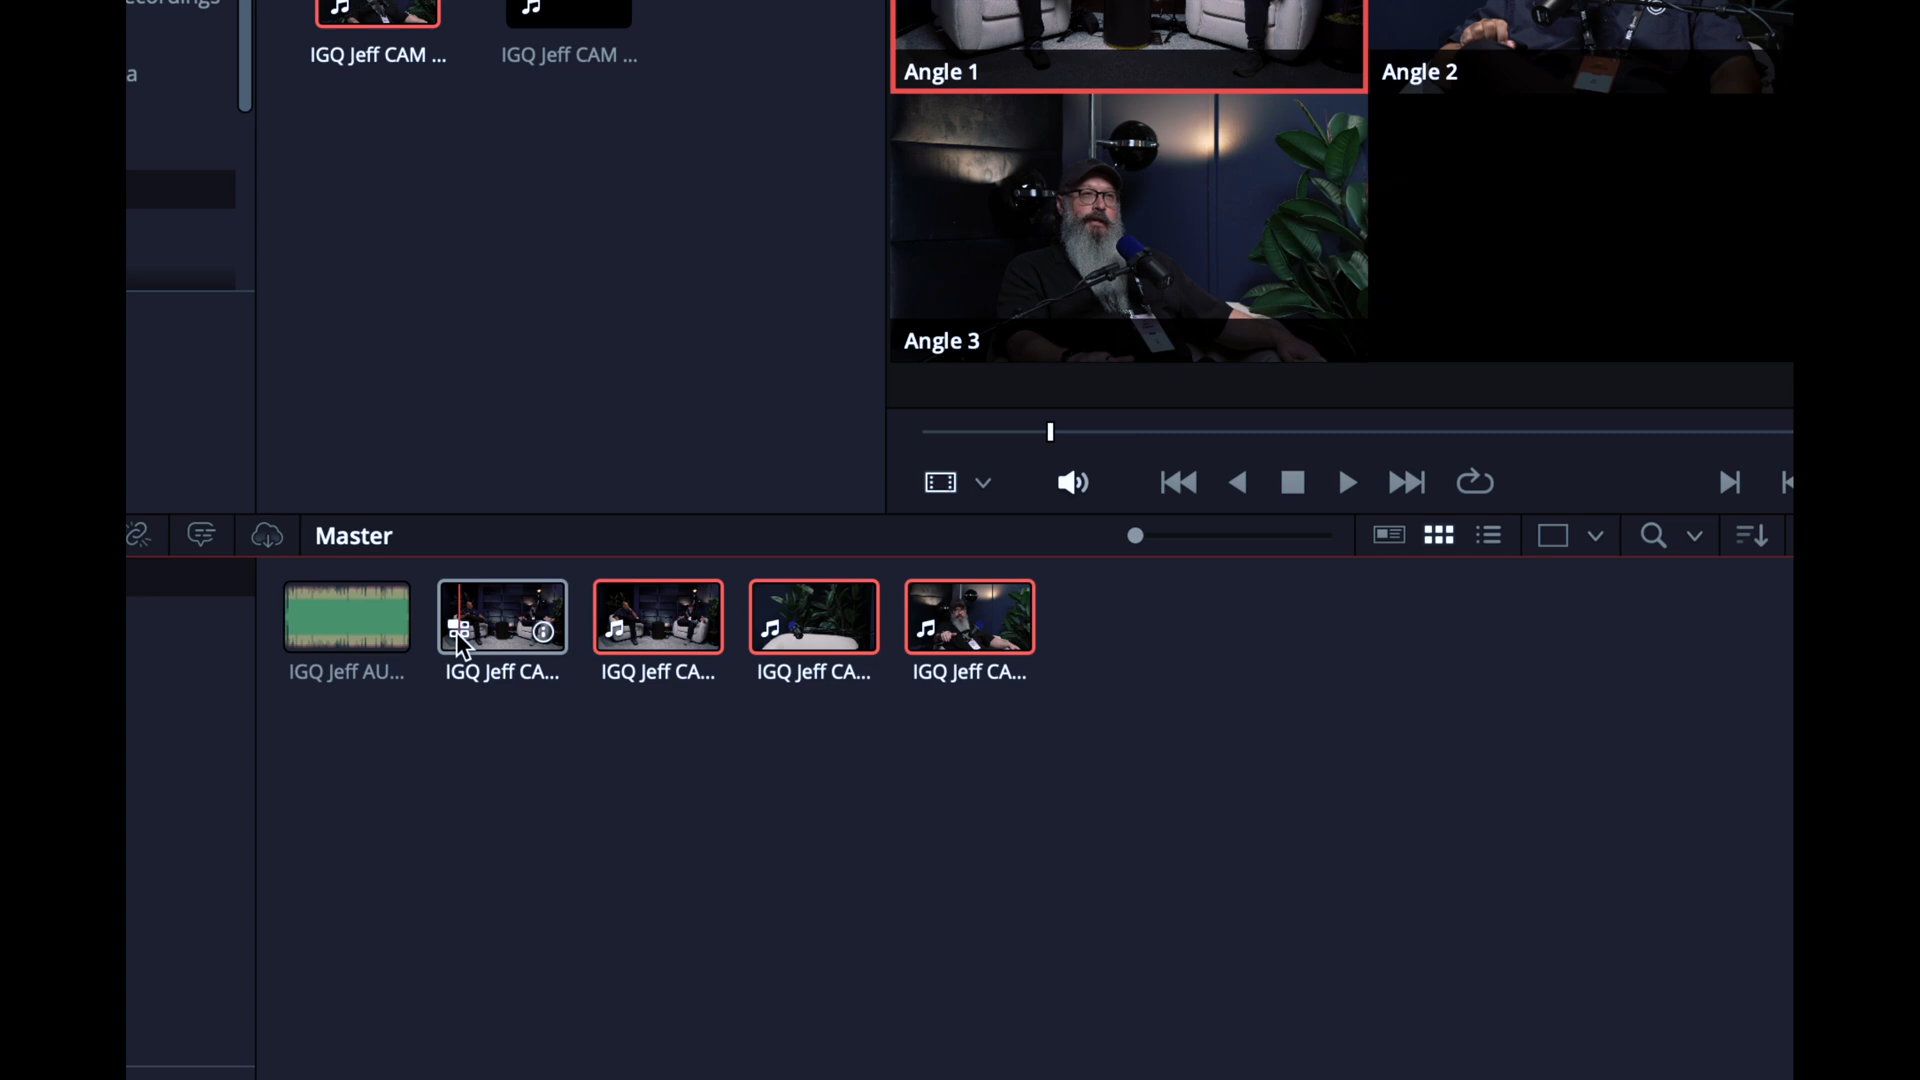 ecordings
a
IGQ Jeff CAM ...
IGQ Jeff CAM ...
Angle 1
Angle 2
Angle 3
Master
IGQ Jeff AU...
IGQ Jeff CA...
IGQ Jeff CA...
IGQ Jeff CA...
IGQ Jeff CA...